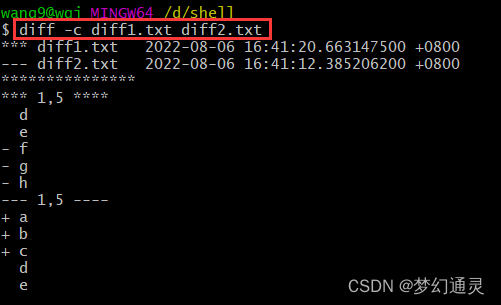 wang9@wqi MINGW64 /d/shell
$ diff -c diff1.txt diff2.txt
*** diff1.txt   2022-08-06 16:41:20.663147500 +0800
--- diff2.txt   2022-08-06 16:41:12.385206200 +0800
***************
*** 1,5 ****
  d
  e
- f
- g
- h
--- 1,5 ----
+ a
+ b
+ c
  d
  e
CSDN @梦幻通灵